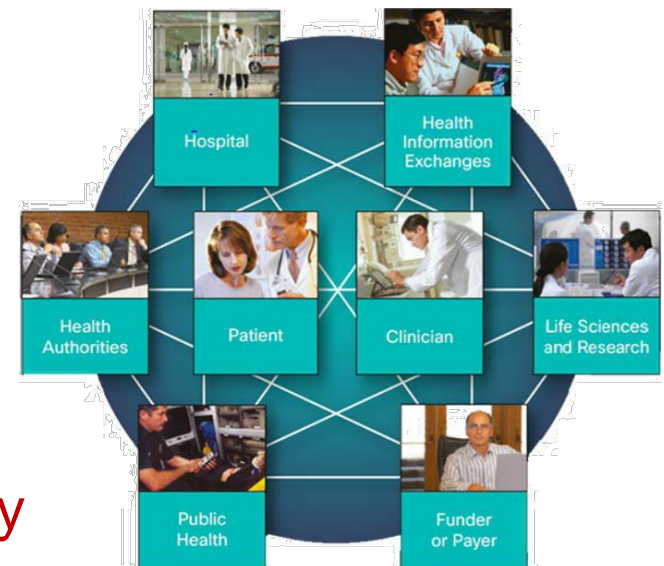 Hospital
Health
Information
Exchanges
Health
Authorities
Patient
Clinician
Life Sciences
and Research
y
Public
Health
Funder
or Payer